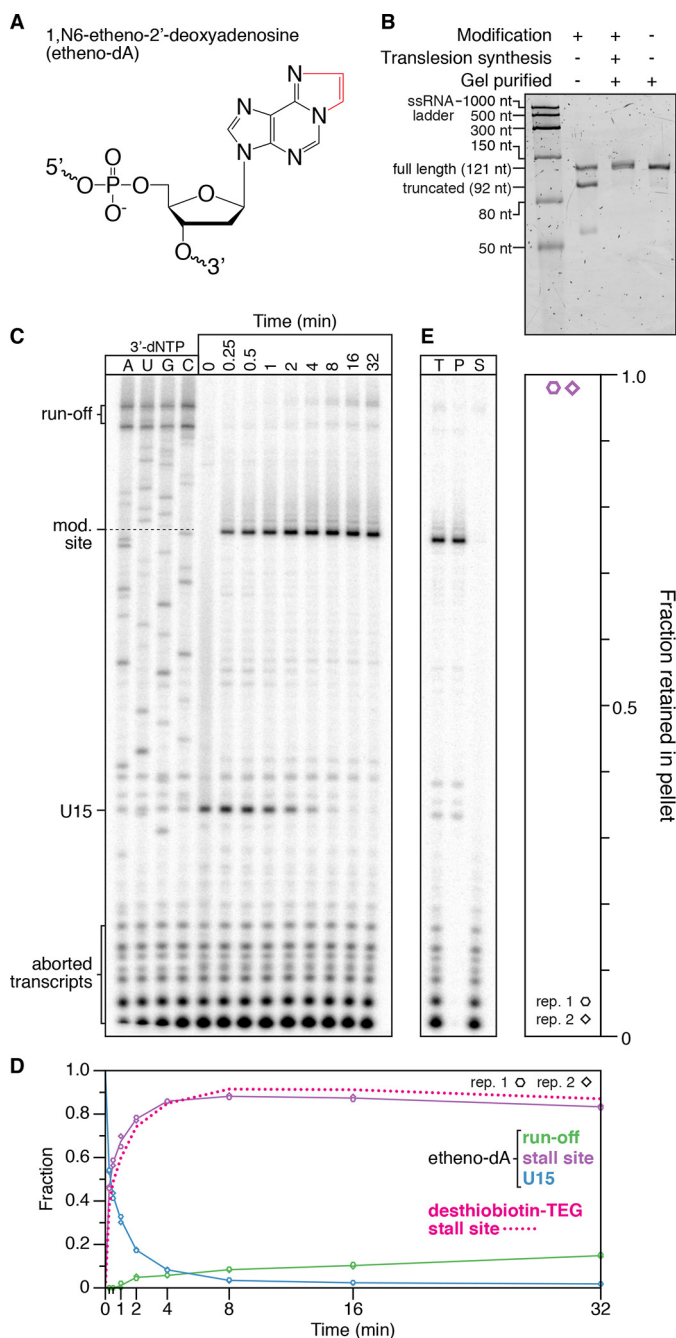 A
1,N6-etheno-2'-deoxyadenosine
(etheno-dA)
N
N
N
N
N
5'
O
P
O
O
O-
O
O
3'
B
Modification + + -
Translesion synthesis - + -
Gel purified - + +
ssRNA 1000 nt
ladder 500 nt
300 nt
150 nt
full length (121 nt)
truncated (92 nt)
80 nt
50 nt
C
Time (min)
3'-dNTP
A U G C 0 0.25 0.5 1 2 4 8 16 32
run-off
mod.
site
U15
aborted
transcripts
E
T P S
1.0
0.5
0
Fraction retained in pellet
rep. 1
rep. 2
D
1.0
0.8
0.6
0.4
0.2
0
Fraction
rep. 1 rep. 2
etheno-dA
run-off
stall site
U15
desthiobiotin-TEG
stall site
0 1 2 4 8 16 32
Time (min)